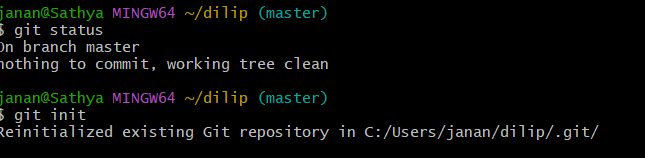 janan@Sathya MINGW64 ~/dilip (master)
$ git status
On branch master
nothing to commit, working tree clean
janan@Sathya MINGW64 ~/dilip (master)
$ git init
Reinitialized existing Git repository in C:/Users/janan/dilip/.git/